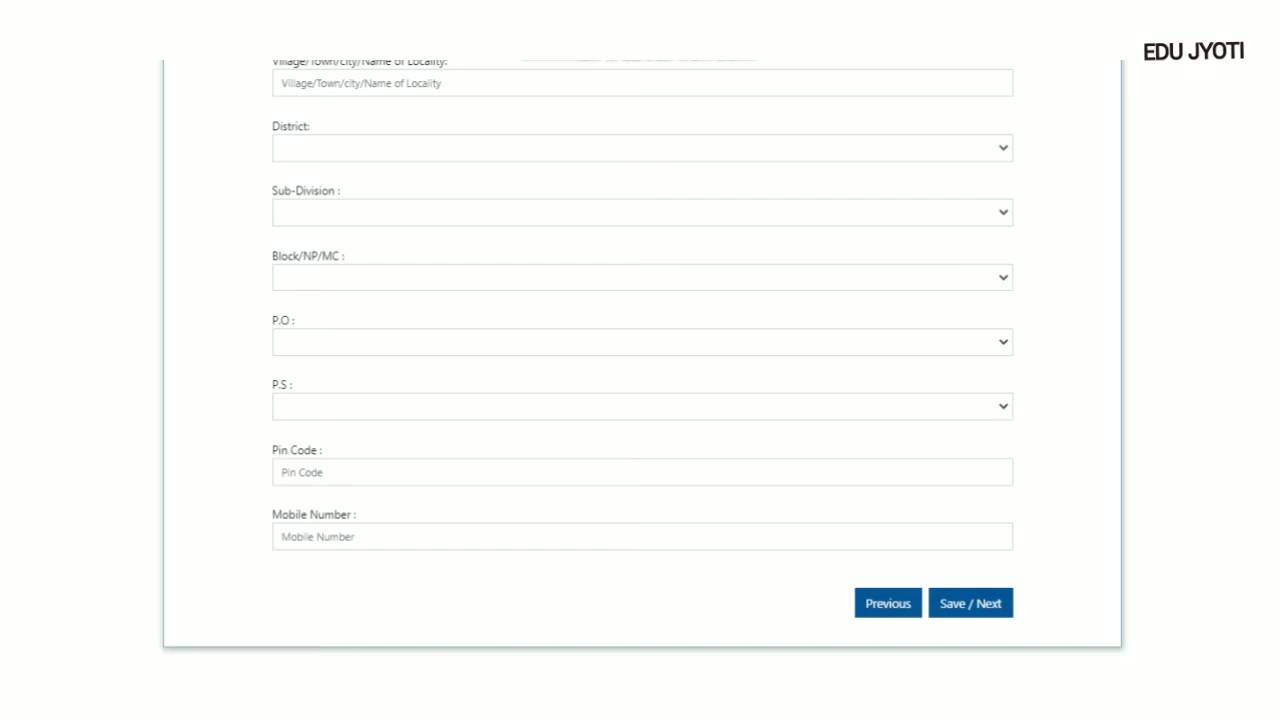 EDU JYOTI
Village/Town/city/Name of Locality:
Village/Town/city/Name of Locality
District:
Sub-Division :
Block/NP/MC :
P.O :
P.S :
Pin Code :
Pin Code
Mobile Number :
Mobile Number
Previous
Save / Next